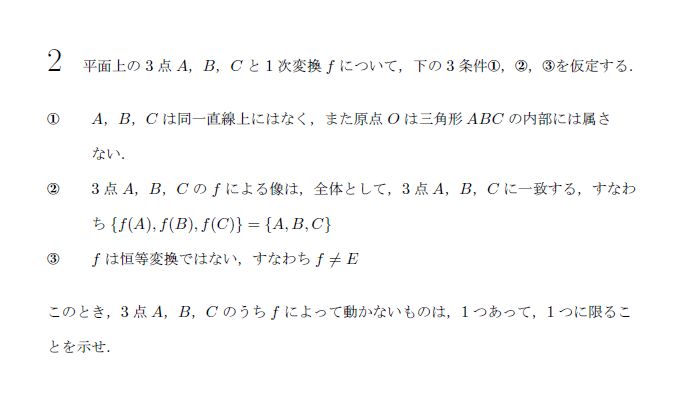 2 平面上の 3 点 A，B，C と 1 次変換 f について，下の 3 条件①，②，③を仮定する．
① A，B，C は同一直線上にはなく，また原点 O は三角形 ABC の内部には属さ
ない．
② 3 点 A，B，C の f による像は，全体として，3 点 A，B，C に一致する，すなわ
ち {f(A), f(B), f(C)} = {A, B, C}
③ f は恒等変換ではない，すなわち f ≠ E
このとき，3 点 A，B，C のうち f によって動かないものは，1 つあって，1 つに限るこ
とを示せ．